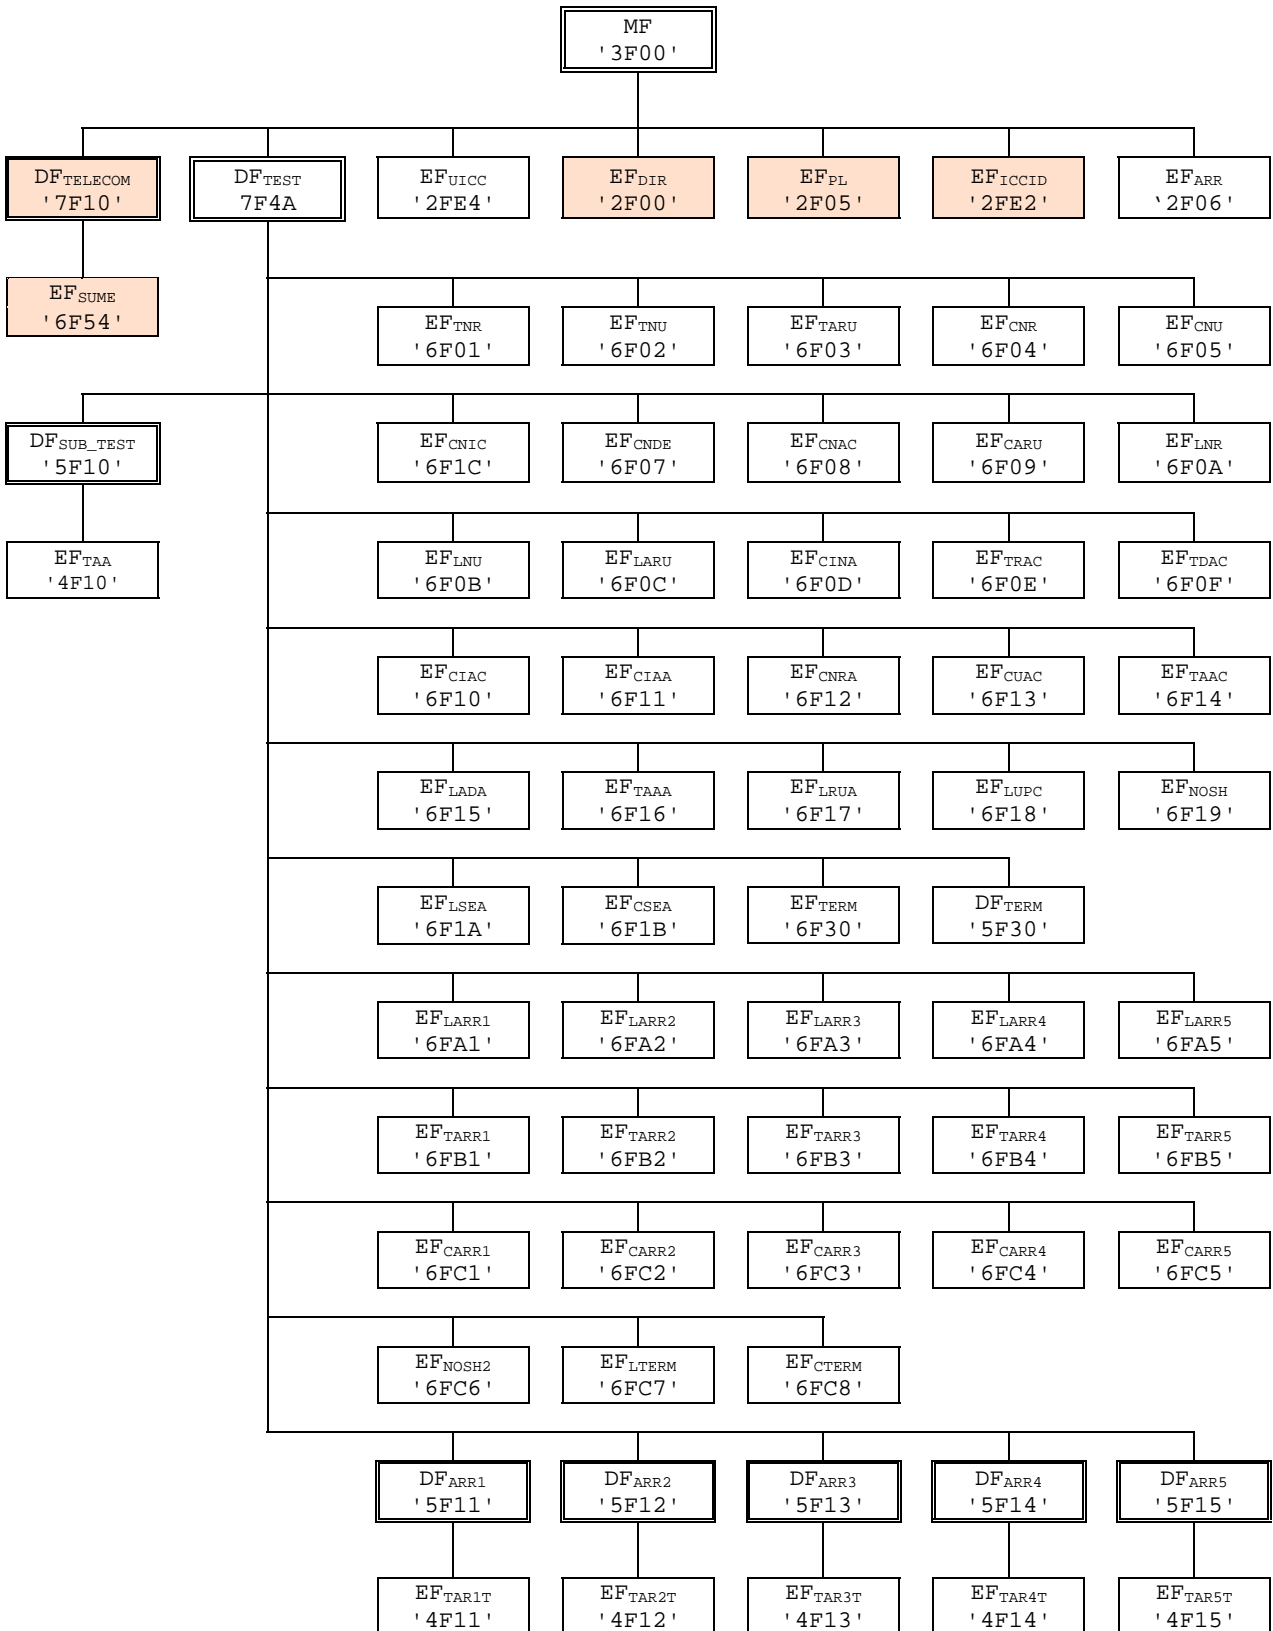 MF
'3F00'
DFTELECOM
'7F10'
DFTEST
7F4A
EFUICC
'2FE4'
EFDIR
'2F00'
EFPL
'2F05'
EFICCID
'2FE2'
EFARR
‘2F06'
EFSUME
'6F54'
EFTNR
'6F01'
EFTNU
'6F02'
EFTARU
'6F03'
EFCNR
'6F04'
EFCNU
'6F05'
DFSUB_TEST
'5F10'
EFCNIC
'6F1C'
EFCNDE
'6F07'
EFCNAC
'6F08'
EFCARU
'6F09'
EFLNR
'6F0A'
EFTAA
'4F10'
EFLNU
'6F0B'
EFLARU
'6F0C'
EFCINA
'6F0D'
EFTRAC
'6F0E'
EFTDAC
'6F0F'
EFCIAC
'6F10'
EFCIAA
'6F11'
EFCNRA
'6F12'
EFCUAC
'6F13'
EFTAAC
'6F14'
EFLADA
'6F15'
EFTAAA
'6F16'
EFLRUA
'6F17'
EFLUPC
'6F18'
EFNOSH
'6F19'
EFLSEA
'6F1A'
EFCSEA
'6F1B'
EFTERM
'6F30'
DFTERM
'5F30'
EFLARR1
'6FA1'
EFLARR2
'6FA2'
EFLARR3
'6FA3'
EFLARR4
'6FA4'
EFLARR5
'6FA5'
EFTARR1
'6FB1'
EFTARR2
'6FB2'
EFTARR3
'6FB3'
EFTARR4
'6FB4'
EFTARR5
'6FB5'
EFCARR1
'6FC1'
EFCARR2
'6FC2'
EFCARR3
'6FC3'
EFCARR4
'6FC4'
EFCARR5
'6FC5'
EFNOSH2
'6FC6'
EFLTERM
'6FC7'
EFCTERM
'6FC8'
DFARR1
'5F11'
DFARR2
'5F12'
DFARR3
'5F13'
DFARR4
'5F14'
DFARR5
'5F15'
EFTAR1T
'4F11'
EFTAR2T
'4F12'
EFTAR3T
'4F13'
EFTAR4T
'4F14'
EFTAR5T
'4F15'